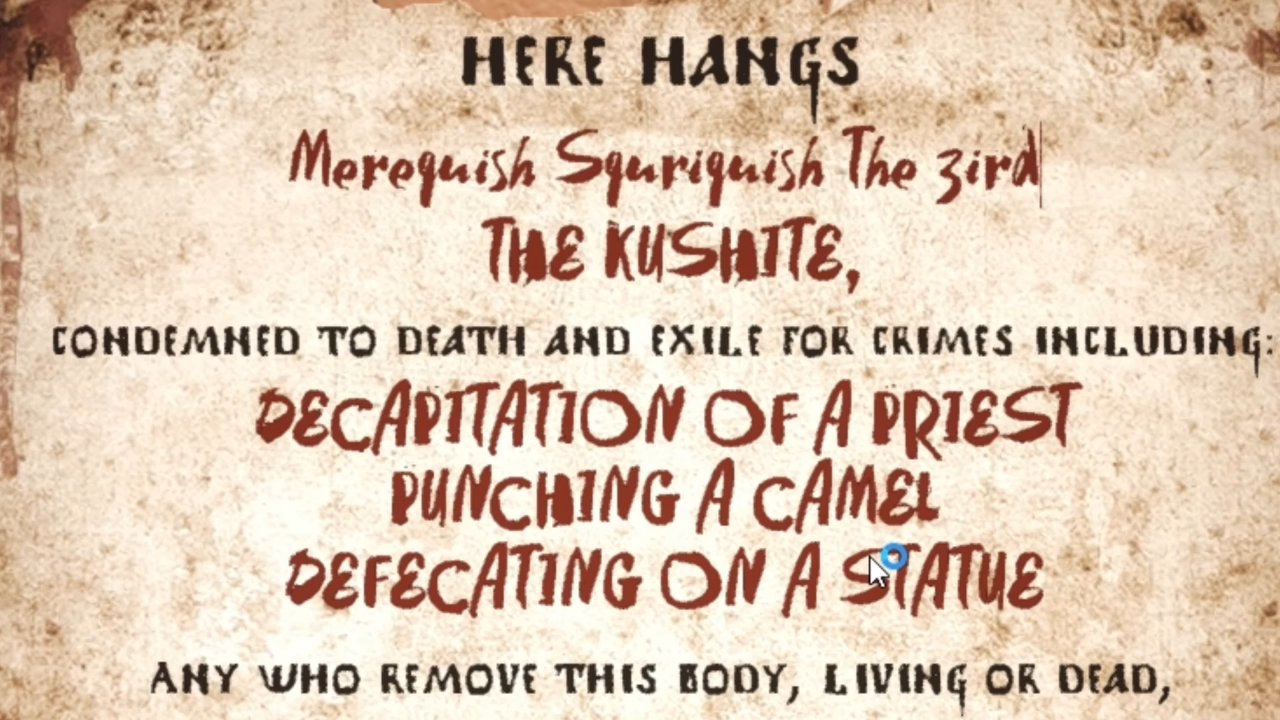 HERE HANGS
Merequish Squriquish The 3ird
THE KUSHITE,
CONDEMNED TO DEATH AND EXILE FOR CRIMES INCLUDING:
DECAPITATION OF A PRIEST
PUNCHING A CAMEL
DEFECATING ON A STATUE
ANY WHO REMOVE THIS BODY, LIVING OR DEAD,